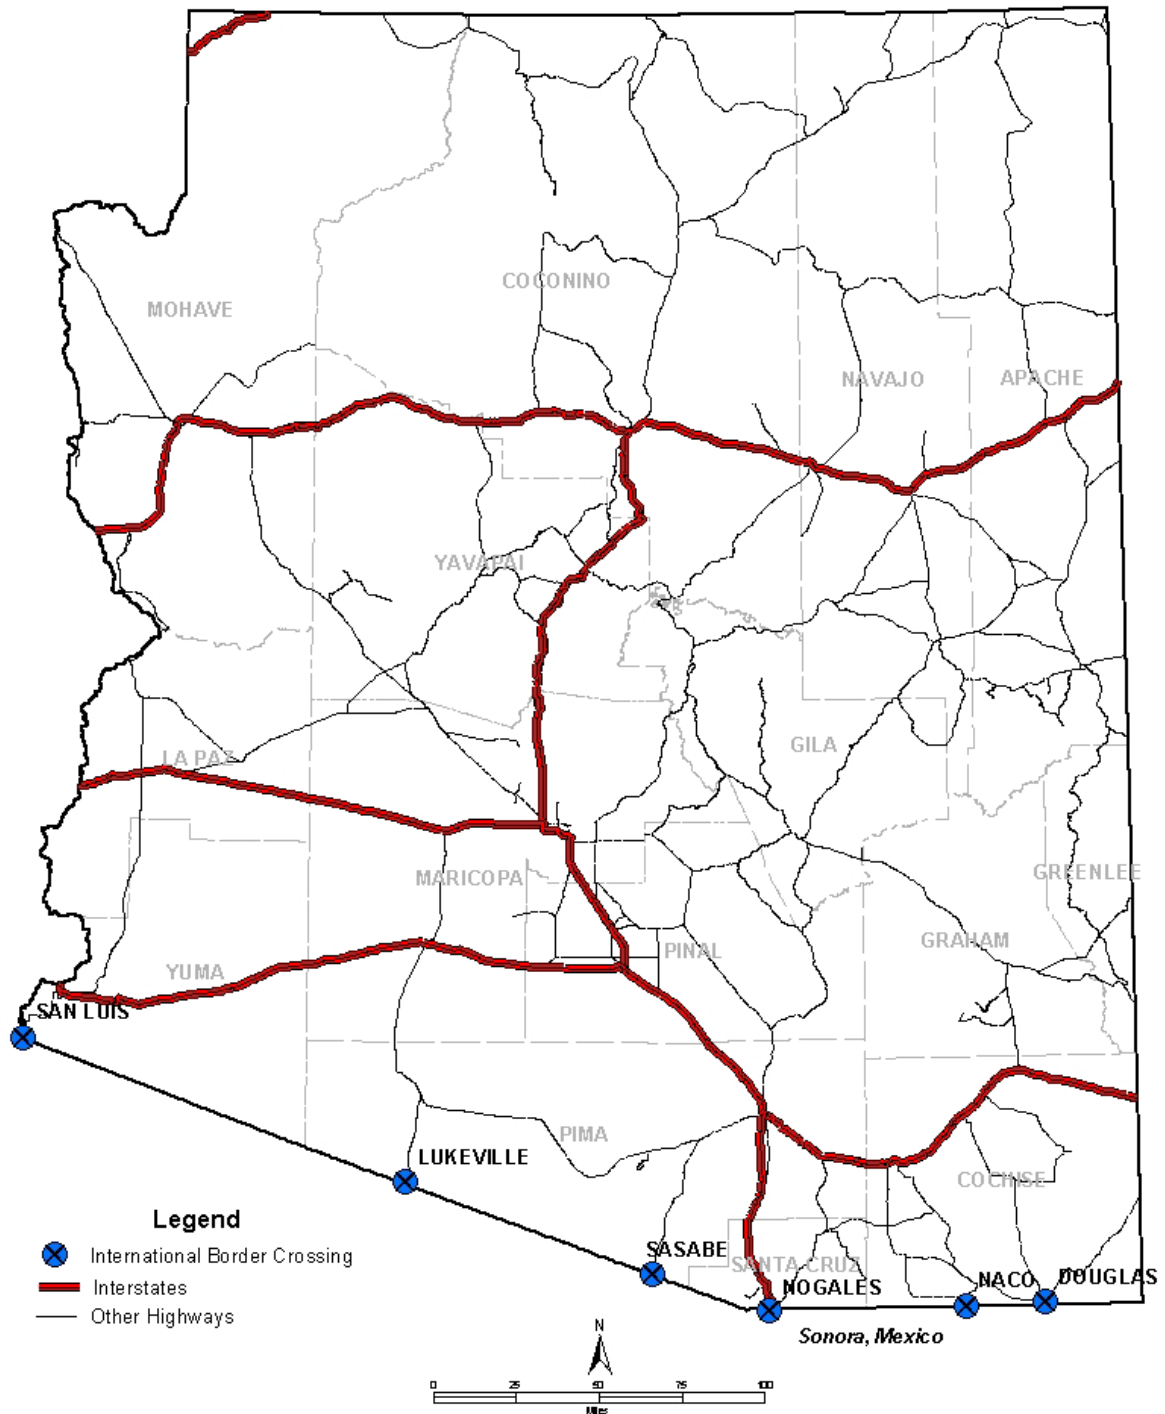 COCONINO
MOHAVE
NAVAJO
APACHE
YAVAPAI
GILA
LA PAZ
GREENLEE
MARICOPA
GRAHAM
PINAL
YUMA
SAN LUIS
PIMA
LUKEVILLE
COCHISE
Legend
International Border Crossing
Interstates
Other Highways
SASABE
SANTA CRUZ
NOGALES
NACO
DOUGLAS
Sonora, Mexico
N
0 25 50 75 100
Miles